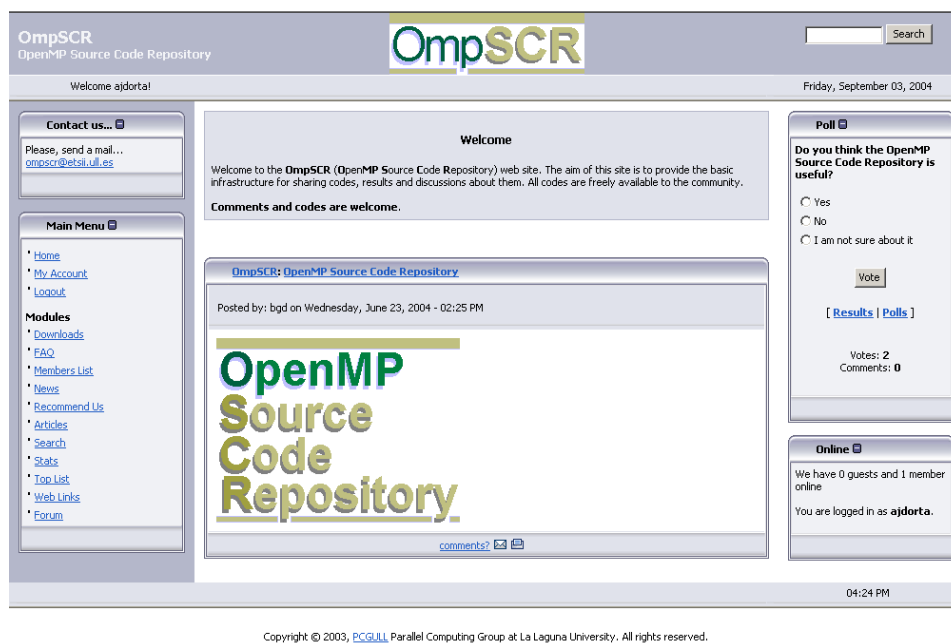 OmpSCR
OpenMP Source Code Repository
OmpSCR
Search
Welcome ajdorta!
Friday, September 03, 2004
Contact us...
Please, send a mail...
ompscr@etsii.ull.es
Main Menu
Home
My Account
Logout
Modules
Downloads
FAQ
Members List
News
Recommend Us
Articles
Search
Stats
Top List
Web Links
Forum
Welcome
Welcome to the OmpSCR (OpenMP Source Code Repository) web site. The aim of this site is to provide the basic
infrastructure for sharing codes, results and discussions about them. All codes are freely available to the community.
Comments and codes are welcome.
OmpSCR: OpenMP Source Code Repository
Posted by: bgd on Wednesday, June 23, 2004 - 02:25 PM
OpenMP
Source
Code
Repository
comments?
Poll
Do you think the OpenMP
Source Code Repository is
useful?
Yes
No
I am not sure about it
Vote
[ Results | Polls ]
Votes: 2
Comments: 0
Online
We have 0 guests and 1 member
online
You are logged in as ajdorta.
04:24 PM
Copyright © 2003, PCGULL Parallel Computing Group at La Laguna University. All rights reserved.